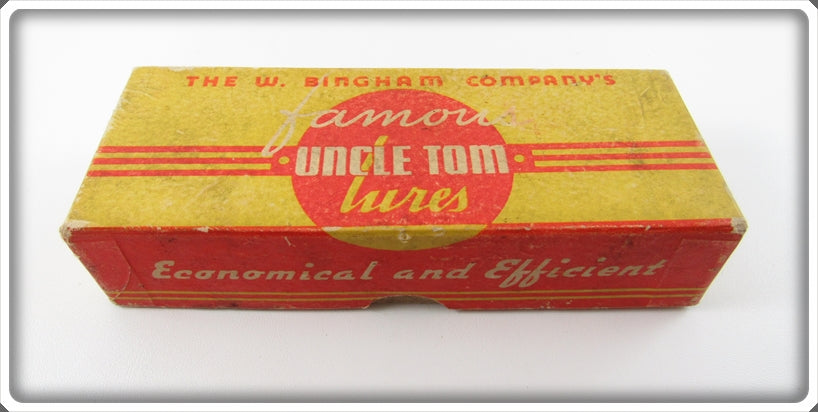 THE W. BINGHAM COMPANY'S
famous
UNCLE TOM
lures
Economical and Efficient